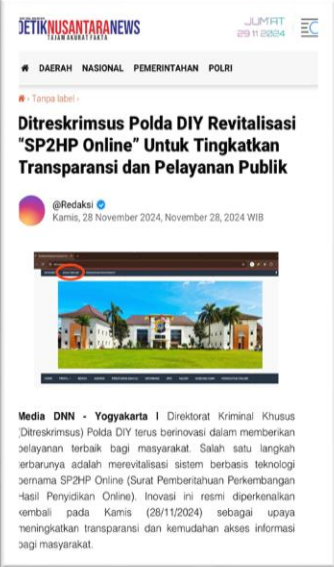 DETIKNUSANTARANEWS
TAJAM AKURAT FAKTA
JUM'AT
29 11 2024
DAERAH NASIONAL PEMERINTAHAN POLRI
› Tanpa label ›
Ditreskrimsus Polda DIY Revitalisasi
“SP2HP Online” Untuk Tingkatkan
Transparansi dan Pelayanan Publik
@Redaksi
Kamis, 28 November 2024, November 28, 2024 WIB
Media DNN - Yogyakarta I Direktorat Kriminal Khusus
(Ditreskrimsus) Polda DIY terus berinovasi dalam memberikan
pelayanan terbaik bagi masyarakat. Salah satu langkah
terbarunya adalah merevitalisasi sistem berbasis teknologi
bernama SP2HP Online (Surat Pemberitahuan Perkembangan
Hasil Penyidikan Online). Inovasi ini resmi diperkenalkan
kembali pada Kamis (28/11/2024) sebagai upaya
meningkatkan transparansi dan kemudahan akses informasi
bagi masyarakat.